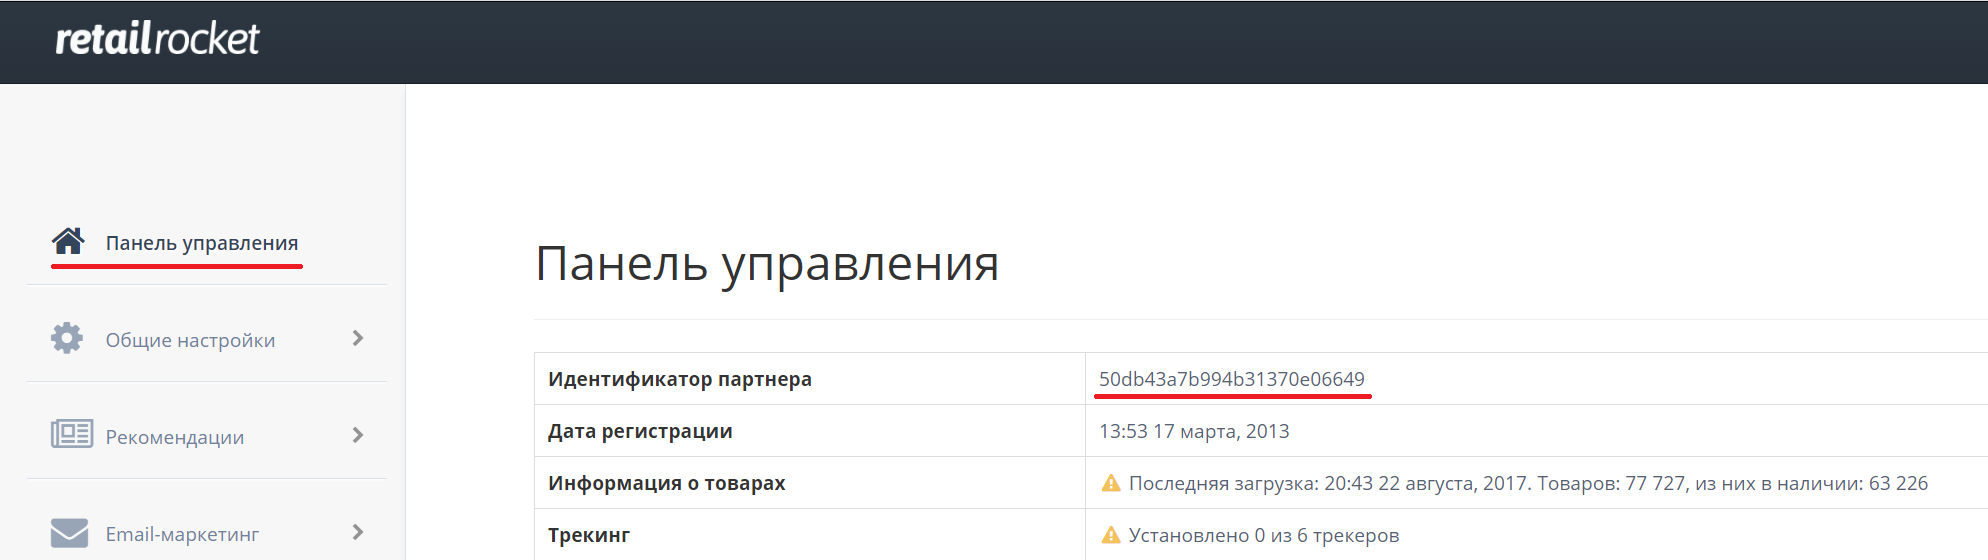 retailrocket
Панель управления
Общие настройки
Рекомендации
Email-маркетинг
Панель управления
Идентификатор партнера 50db43a7b994b31370e06649
Дата регистрации 13:53 17 марта, 2013
Информация о товарах Последняя загрузка: 20:43 22 августа, 2017. Товаров: 77 727, из них в наличии: 63 226
Трекинг Установлено 0 из 6 трекеров